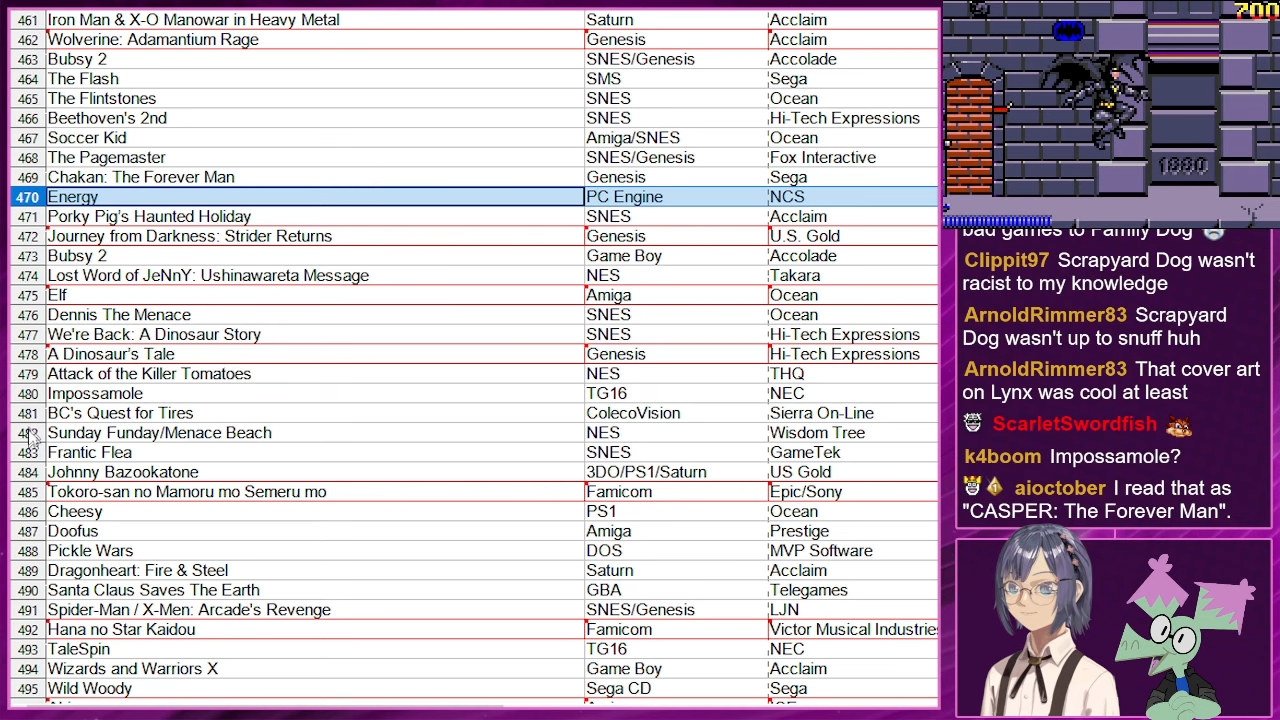 461 Iron Man & X-O Manowar in Heavy Metal Saturn Acclaim
462 Wolverine: Adamantium Rage Genesis Acclaim
463 Bubsy 2 SNES/Genesis Accolade
464 The Flash SMS Sega
465 The Flintstones SNES Ocean
466 Beethoven's 2nd SNES Hi-Tech Expressions
467 Soccer Kid Amiga/SNES Ocean
468 The Pagemaster SNES/Genesis Fox Interactive
469 Chakan: The Forever Man Genesis Sega
470 Energy PC Engine NCS
471 Porky Pig's Haunted Holiday SNES Acclaim
472 Journey from Darkness: Strider Returns Genesis U.S. Gold
473 Bubsy 2 Game Boy Accolade
474 Lost Word of JeNnY: Ushinawareta Message NES Takara
475 Elf Amiga Ocean
476 Dennis The Menace SNES Ocean
477 We're Back: A Dinosaur Story SNES Hi-Tech Expressions
478 A Dinosaur's Tale Genesis Hi-Tech Expressions
479 Attack of the Killer Tomatoes NES THQ
480 Impossamole TG16 NEC
481 BC's Quest for Tires ColecoVision Sierra On-Line
482 Sunday Funday/Menace Beach NES Wisdom Tree
483 Frantic Flea SNES GameTek
484 Johnny Bazookatone 3DO/PS1/Saturn US Gold
485 Tokoro-san no Mamoru mo Semeru mo Famicom Epic/Sony
486 Cheesy PS1 Ocean
487 Doofus Amiga Prestige
488 Pickle Wars DOS MVP Software
489 Dragonheart: Fire & Steel Saturn Acclaim
490 Santa Claus Saves The Earth GBA Telegames
491 Spider-Man / X-Men: Arcade's Revenge SNES/Genesis LJN
492 Hana no Star Kaidou Famicom Victor Musical Industries
493 TaleSpin TG16 NEC
494 Wizards and Warriors X Game Boy Acclaim
495 Wild Woody Sega CD Sega
700
1990
bad games to Family Dog
Clippit97 Scrapyard Dog wasn't
racist to my knowledge
ArnoldRimmer83 Scrapyard
Dog wasn't up to snuff huh
ArnoldRimmer83 That cover art
on Lynx was cool at least
ScarletSwordfish
k4boom Impossamole?
aioctober I read that as
"CASPER: The Forever Man".